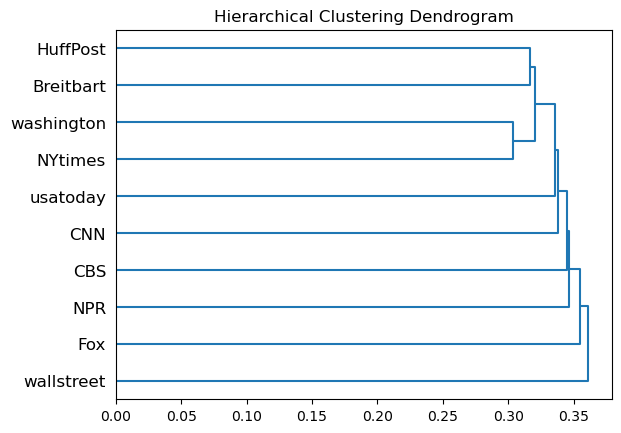 Hierarchical Clustering Dendrogram
HuffPost
Breitbart
washington
NYtimes
usatoday
CNN
CBS
NPR
Fox
wallstreet
0.00 0.05 0.10 0.15 0.20 0.25 0.30 0.35